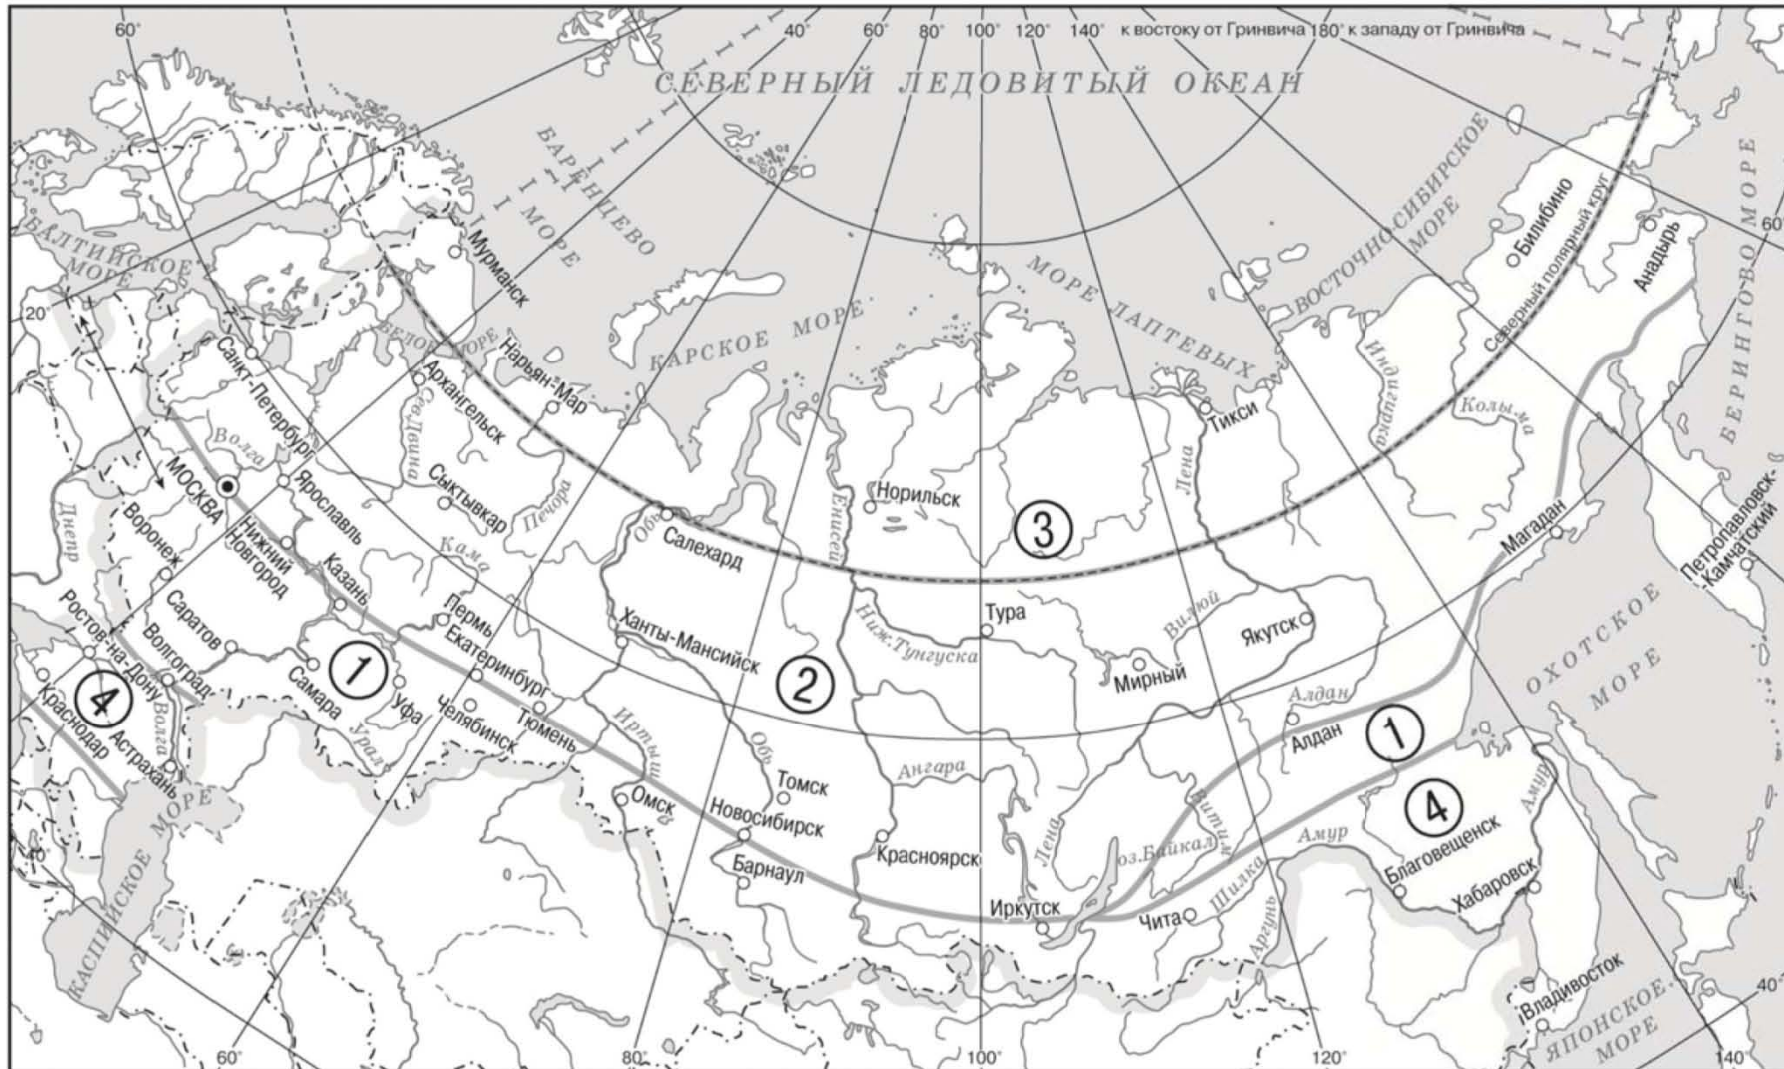 60°
40°
60°
80°
100°
120°
140°
к востоку от Гринвича
180°
к западу от Гринвича
СЕВЕРНЫЙ ЛЕДОВИТЫЙ ОКЕАН
БАРЕНЦЕВО
МОРЕ
БАЛТИЙСКОЕ
МОРЕ
20°
Мурманск
БЕЛОЕ МОРЕ
КАРСКОЕ МОРЕ
МОРЕ ЛАПТЕВЫХ
ВОСТОЧНО-СИБИРСКОЕ
МОРЕ
БЕРИНГОВО МОРЕ
Билибино
Анадырь
Северный полярный круг
60°
Санкт-Петербург
Архангельск
Нарьян-Мар
Сев.Двина
Волга
МОСКВА
Ярославль
Сыктывкар
Печора
Обь
Салехард
Енисей
Норильск
3
Лена
Тикси
Индигирка
Колыма
Магадан
Петропавловск-
-Камчатский
Днепр
Воронеж
Нижний
Новгород
Казань
Кама
Пермь
Екатеринбург
Ханты-Мансийск
2
Ниж.Тунгуска
Тура
Мирный
Вилюй
Якутск
ОХОТСКОЕ
МОРЕ
Ростов-на-Дону
Саратов
Волгоград
1
Самара
Уфа
Челябинск
Тюмень
Иртыш
Обь
Томск
Ангара
Алдан
Алдан
1
4
Краснодар
Астрахань
Волга
Урал
Омск
Новосибирск
Барнаул
Красноярск
Лена
оз.Байкал
Витим
Шилка
Амур
4
Амур
Благовещенск
Хабаровск
Иркутск
Чита
Аргунь
КАСПИЙСКОЕ
МОРЕ
40°
Владивосток
ЯПОНСКОЕ
МОРЕ
40°
60°
80°
100°
120°
140°